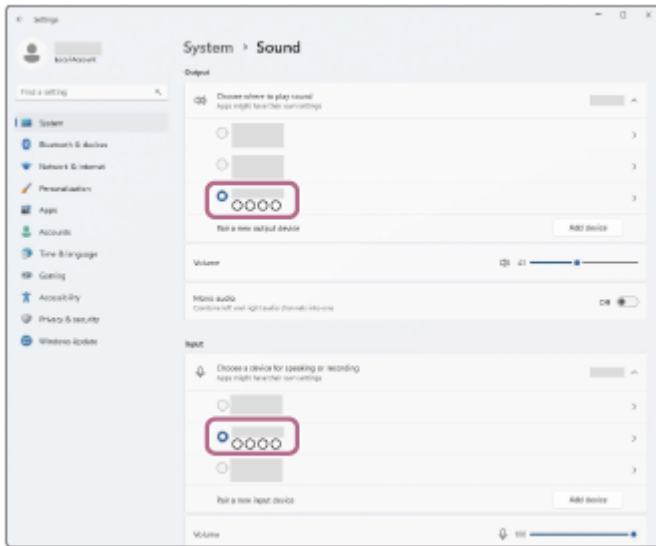 Settings
Local Account
System > Sound
Output
Find a setting
Choose where to play sound
Apps might have their own settings
System
Bluetooth & devices
Network & internet
Personalization
Apps
Accounts
Time & language
Gaming
Accessibility
Privacy & security
Windows Update
○○○○
Pair a new output device
Add device
Volume
41
Mono audio
Combine left and right audio channels into one
Off
Input
Choose a device for speaking or recording
Apps might have their own settings
○○○○
Pair a new input device
Add device
Volume
100